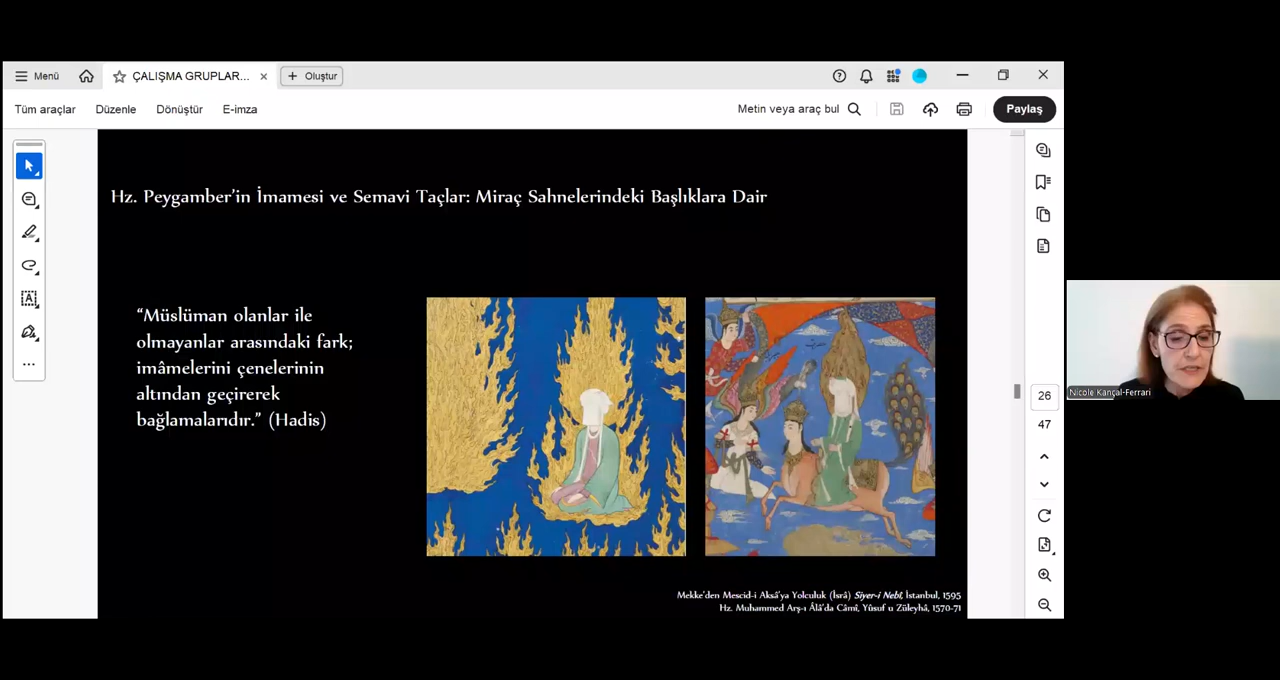 Menü
ÇALIŞMA GRUPLAR...
Oluştur
Tüm araçlar
Düzenle
Dönüştür
E-imza
Metin veya araç bul
Paylaş
Hz. Peygamber'in İmamesi ve Semavi Taçlar: Miraç Sahnelerindeki Başlıklara Dair
“Müslüman olanlar ile
olmayanlar arasındaki fark;
imâmelerini çenelerinin
altından geçirerek
bağlamalarıdır.” (Hadis)
Mekke'den Mescid-i Aksâ'ya Yolculuk (İsrâ) Siyer-i Nebî, İstanbul, 1595
Hz. Muhammed Arş-ı Âlâ'da Câmî, Yûsuf u Züleyhâ, 1570-71
26
47
Nicole Kançal-Ferrari